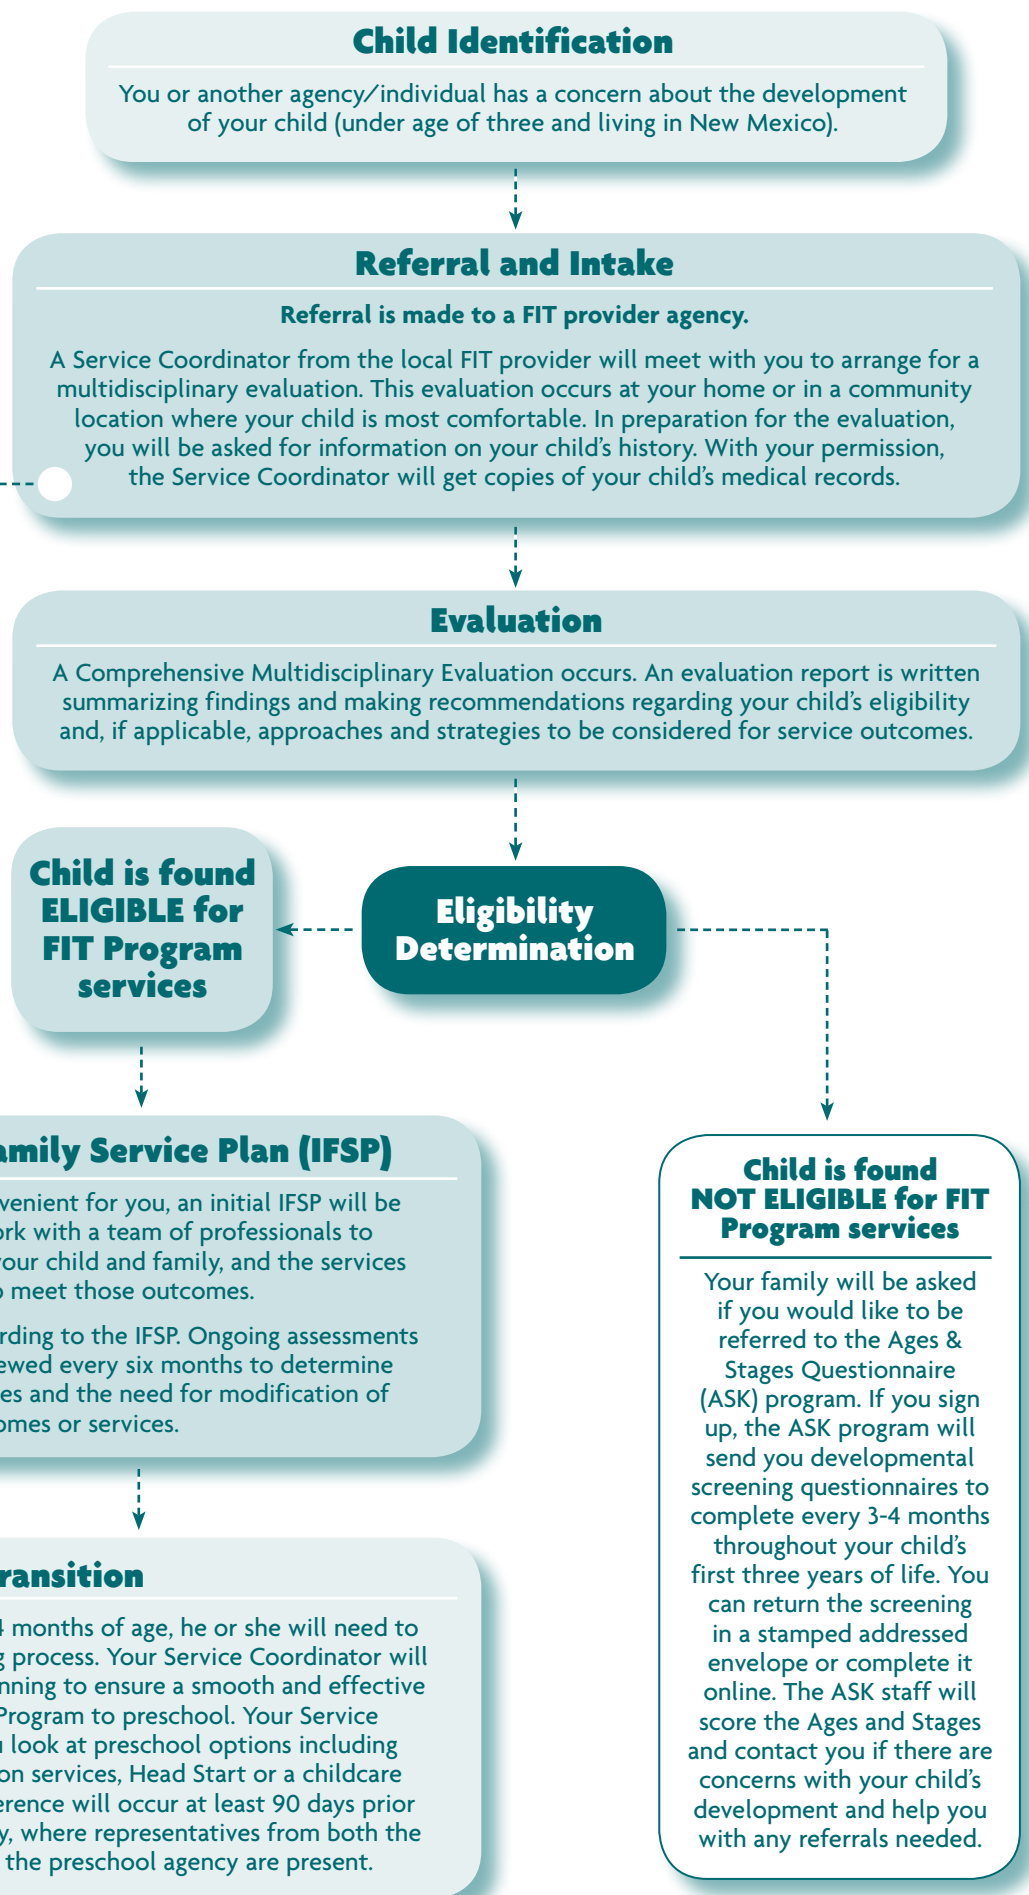 Child Identification
You or another agency/individual has a concern about the development
of your child (under age of three and living in New Mexico).
Referral and Intake
Referral is made to a FIT provider agency.
A Service Coordinator from the local FIT provider will meet with you to arrange for a
multidisciplinary evaluation. This evaluation occurs at your home or in a community
location where your child is most comfortable. In preparation for the evaluation,
you will be asked for information on your child's history. With your permission,
the Service Coordinator will get copies of your child's medical records.
Evaluation
A Comprehensive Multidisciplinary Evaluation occurs. An evaluation report is written
summarizing findings and making recommendations regarding your child's eligibility
and, if applicable, approaches and strategies to be considered for service outcomes.
Child is found
ELIGIBLE for
FIT Program
services
Eligibility
Determination
Family Service Plan (IFSP)
venient for you, an initial IFSP will be
ork with a team of professionals to
your child and family, and the services
meet those outcomes.
rding to the IFSP. Ongoing assessments
ewed every six months to determine
es and the need for modification of
omes or services.
ransition
4 months of age, he or she will need to
g process. Your Service Coordinator will
nning to ensure a smooth and effective
Program to preschool. Your Service
look at preschool options including
on services, Head Start or a childcare
erence will occur at least 90 days prior
y, where representatives from both the
the preschool agency are present.
Child is found
NOT ELIGIBLE for FIT
Program services
Your family will be asked
if you would like to be
referred to the Ages &
Stages Questionnaire
(ASK) program. If you sign
up, the ASK program will
send you developmental
screening questionnaires to
complete every 3-4 months
throughout your child's
first three years of life. You
can return the screening
in a stamped addressed
envelope or complete it
online. The ASK staff will
score the Ages and Stages
and contact you if there are
concerns with your child's
development and help you
with any referrals needed.